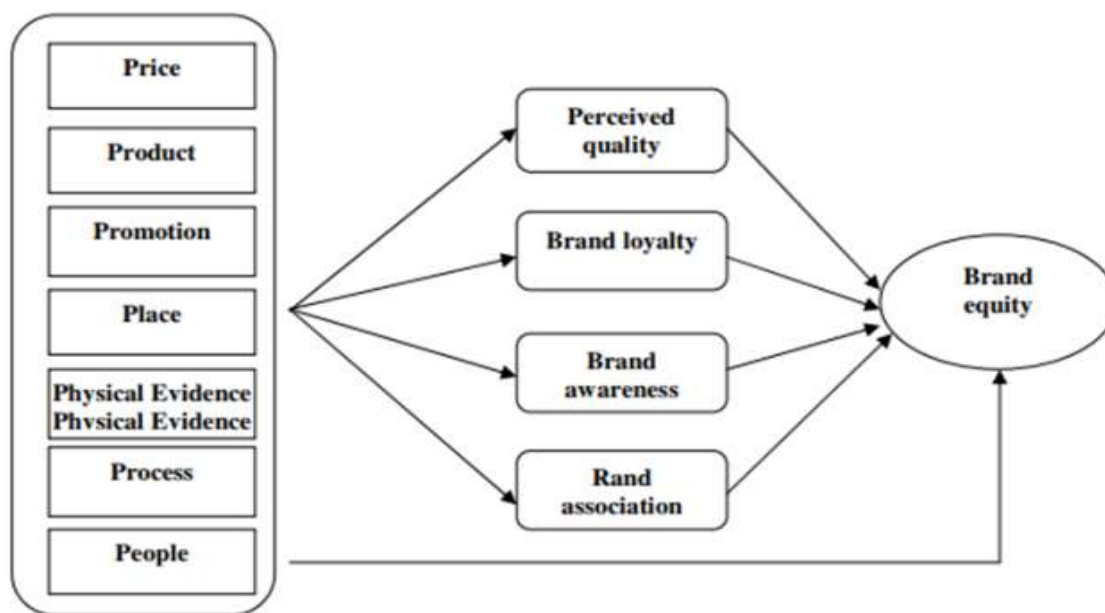 Price
Product
Promotion
Place
Physical Evidence
Physical Evidence
Process
People
Perceived
quality
Brand loyalty
Brand
awareness
Rand
association
Brand
equity